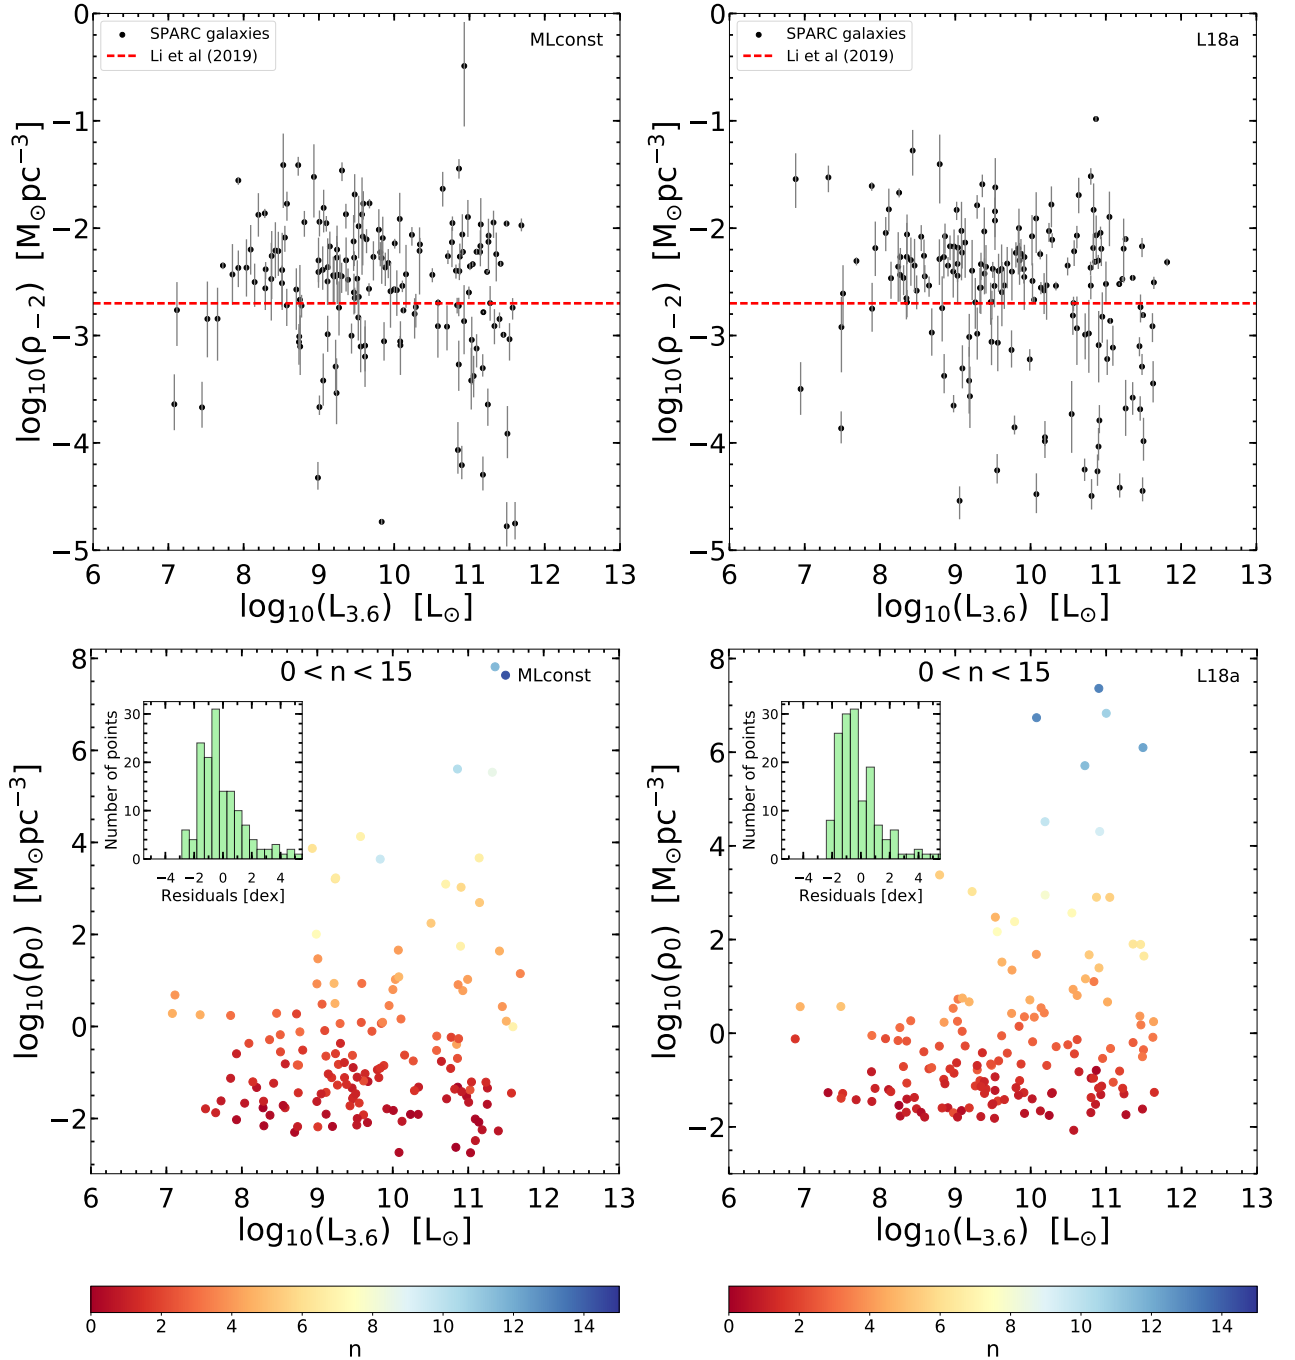 SPARC galaxies
Li et al (2019)
MLconst
0
−1
−2
−3
−4
−5
log₁₀(ρ₋₂) [M⊙pc⁻³]
6 7 8 9 10 11 12 13
log₁₀(L₃.₆) [L⊙]
SPARC galaxies
Li et al (2019)
L18a
0
−1
−2
−3
−4
−5
log₁₀(ρ₋₂) [M⊙pc⁻³]
6 7 8 9 10 11 12 13
log₁₀(L₃.₆) [L⊙]
0 < n < 15
MLconst
8
6
4
2
0
−2
log₁₀(ρ₀) [M⊙pc⁻³]
30
20
10
0
Number of points
−4 −2 0 2 4
Residuals [dex]
6 7 8 9 10 11 12 13
log₁₀(L₃.₆) [L⊙]
0 < n < 15
L18a
8
6
4
2
0
−2
log₁₀(ρ₀) [M⊙pc⁻³]
30
20
10
0
Number of points
−4 −2 0 2 4
Residuals [dex]
6 7 8 9 10 11 12 13
log₁₀(L₃.₆) [L⊙]
0 2 4 6 8 10 12 14
n
0 2 4 6 8 10 12 14
n